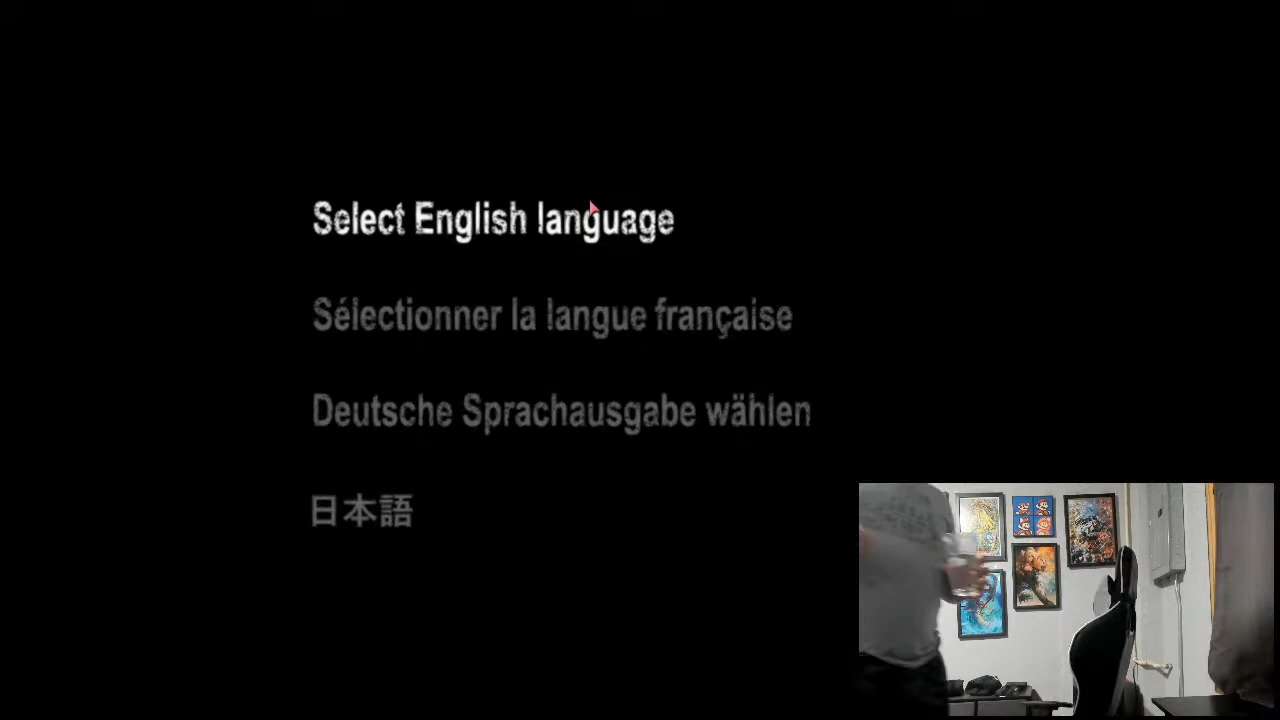 Select English language
Sélectionner la langue française
Deutsche Sprachausgabe wählen
日本語